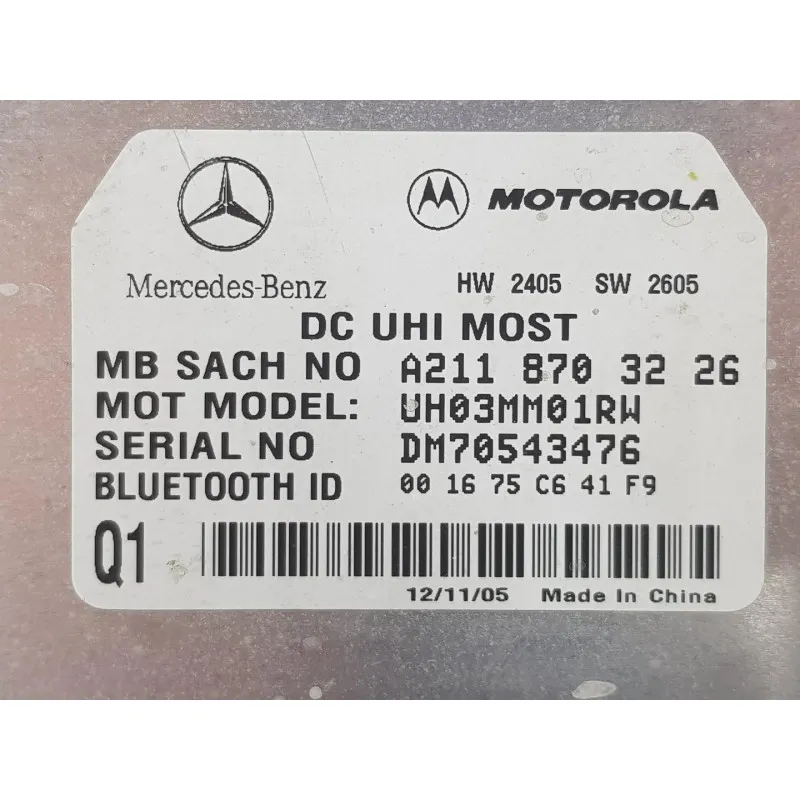 MOTOROLA
Mercedes-Benz
HW 2405 SW 2605
DC UHI MOST
MB SACH NO A211 870 32 26
MOT MODEL: UH03MM01RW
SERIAL NO DM70543476
BLUETOOTH ID 00 16 75 C6 41 F9
Q1
12/11/05 Made In China